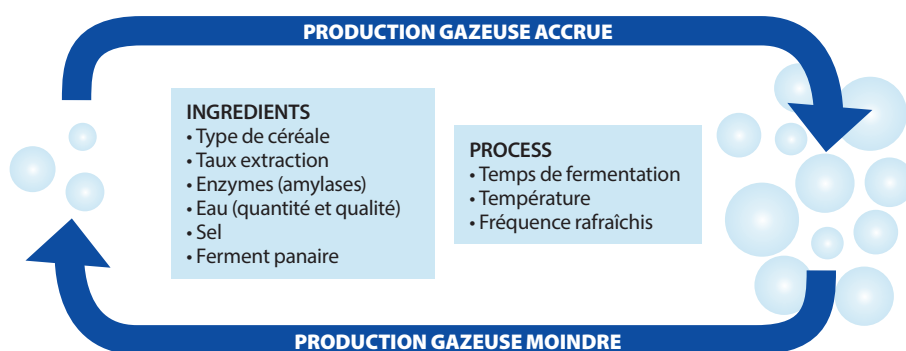 PRODUCTION GAZEUSE ACCRUE
INGREDIENTS
• Type de céréale
• Taux extraction
• Enzymes (amylases)
• Eau (quantité et qualité)
• Sel
• Ferment panaire
PROCESS
• Temps de fermentation
• Température
• Fréquence rafraîchis
PRODUCTION GAZEUSE MOINDRE